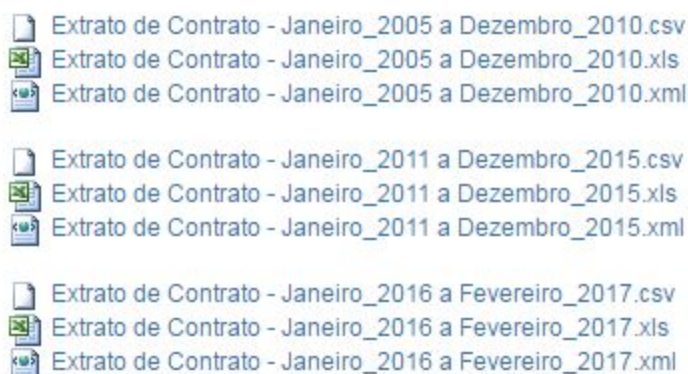 Extrato de Contrato - Janeiro_2005 a Dezembro_2010.csv
Extrato de Contrato - Janeiro_2005 a Dezembro_2010.xls
Extrato de Contrato - Janeiro_2005 a Dezembro_2010.xml
Extrato de Contrato - Janeiro_2011 a Dezembro_2015.csv
Extrato de Contrato - Janeiro_2011 a Dezembro_2015.xls
Extrato de Contrato - Janeiro_2011 a Dezembro_2015.xml
Extrato de Contrato - Janeiro_2016 a Fevereiro_2017.csv
Extrato de Contrato - Janeiro_2016 a Fevereiro_2017.xls
Extrato de Contrato - Janeiro_2016 a Fevereiro_2017.xml